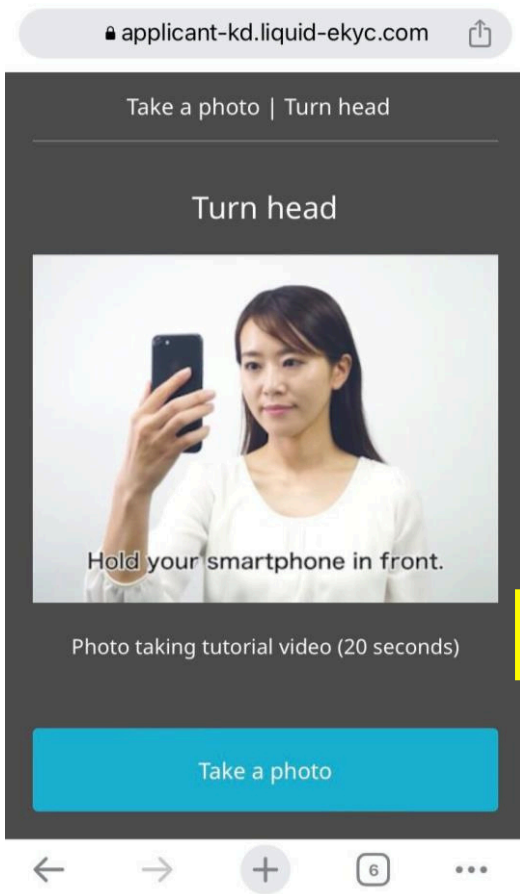 applicant-kd.liquid-ekyc.com
Take a photo | Turn head
Turn head
Hold your smartphone in front.
Photo taking tutorial video (20 seconds)
Take a photo
6